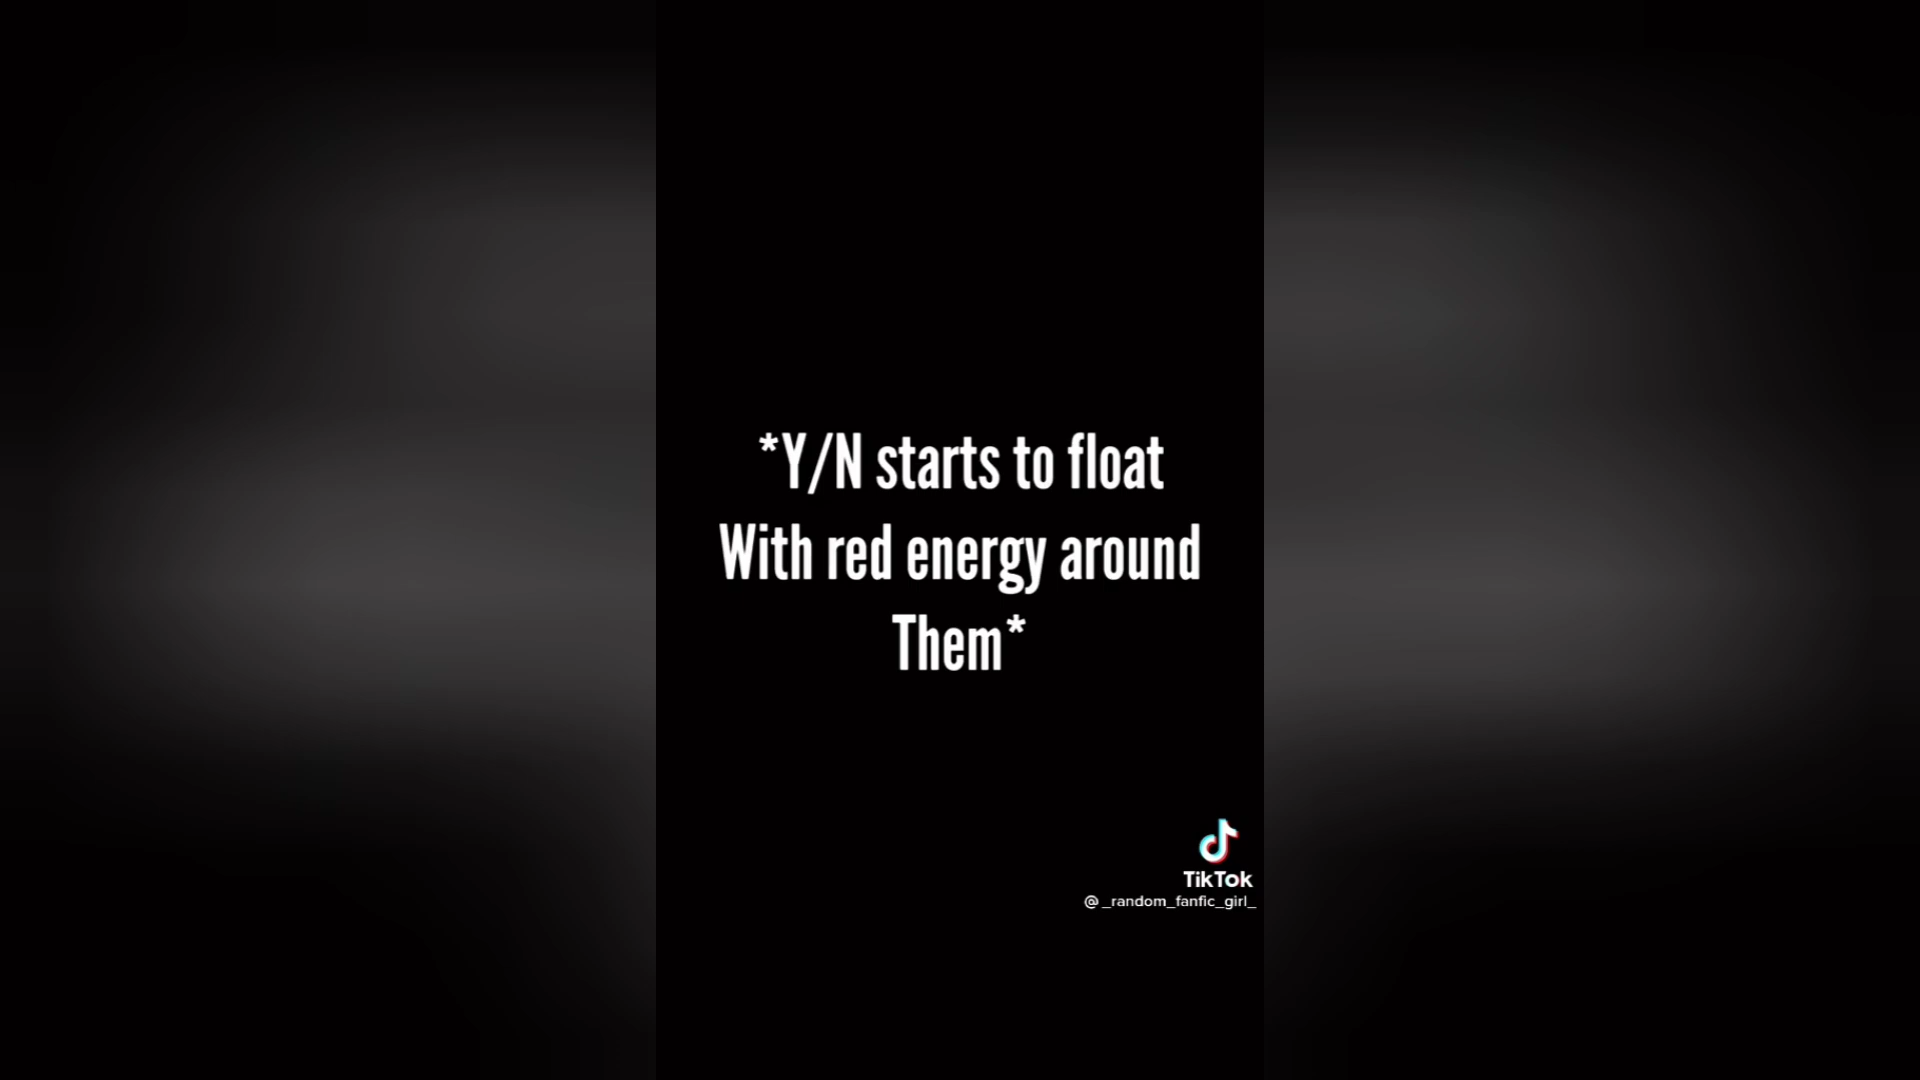 *Y/N starts to float
With red energy around
Them*
TikTok
@_random_fanfic_girl_